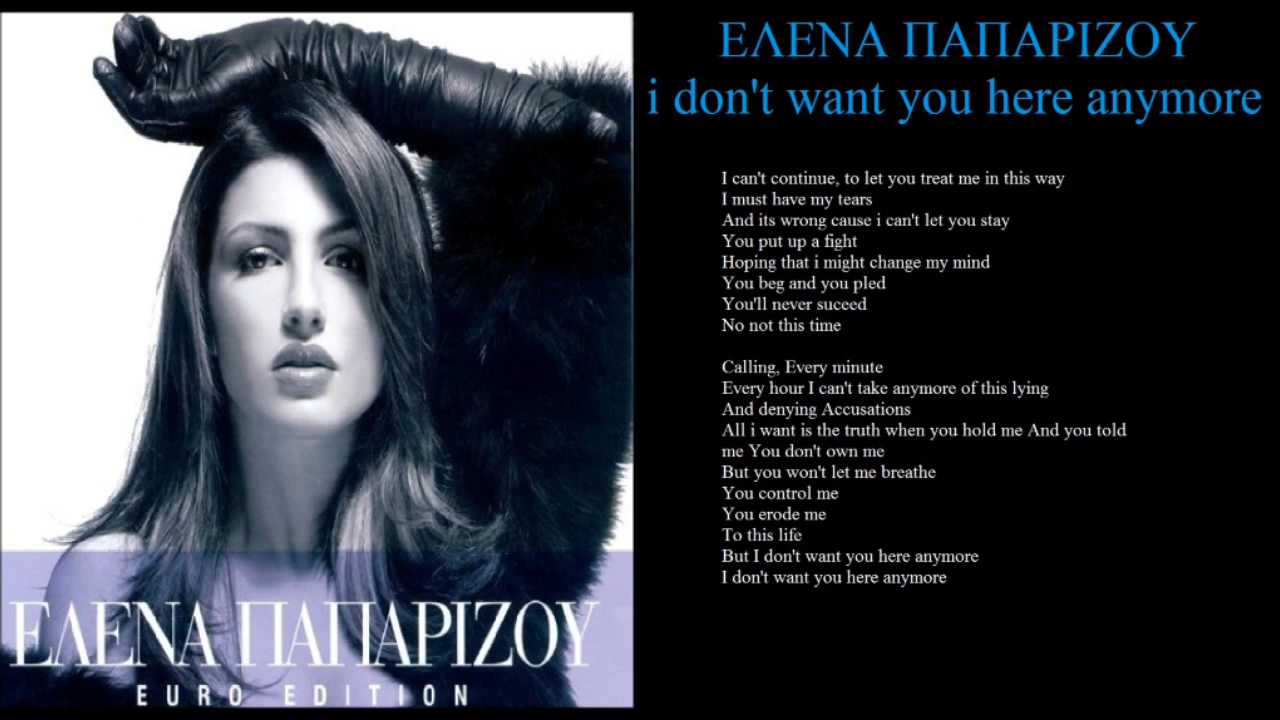 ΕΛΕΝΑ ΠΑΠΑΡΙΖΟΥ
i don't want you here anymore
I can't continue, to let you treat me in this way
I must have my tears
And its wrong cause i can't let you stay
You put up a fight
Hoping that i might change my mind
You beg and you pled
You'll never suceed
No not this time
Calling, Every minute
Every hour I can't take anymore of this lying
And denying Accusations
All i want is the truth when you hold me And you told
me You don't own me
But you won't let me breathe
You control me
You erode me
To this life
But I don't want you here anymore
I don't want you here anymore
ΕΛΕΝΑ ΠΑΠΑΡΙΖΟΥ
EURO EDITION